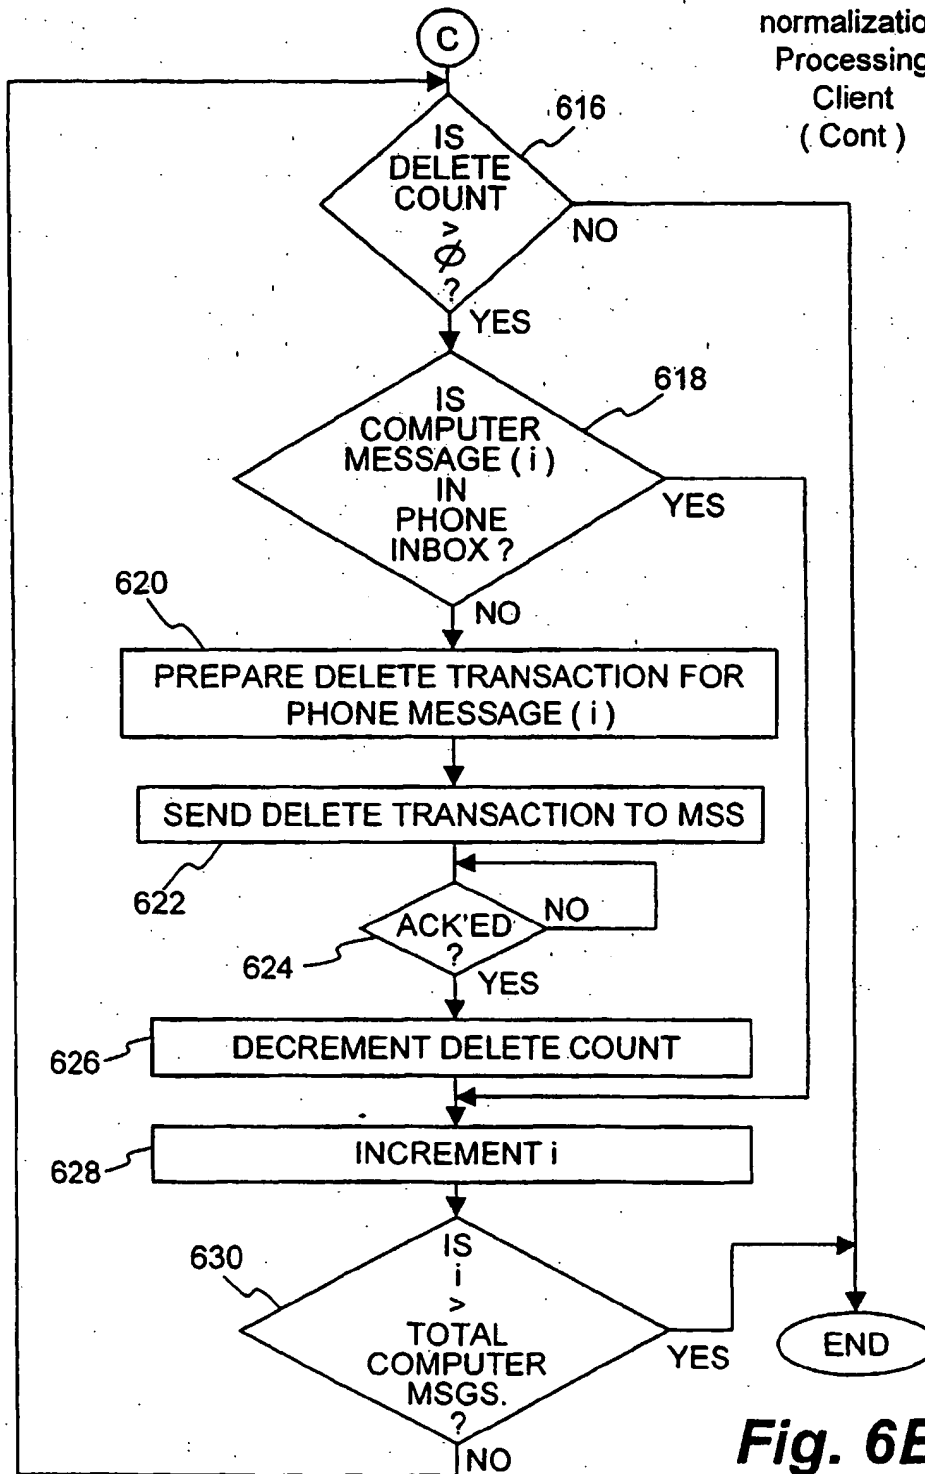 C
normalizatio
Processing
Client
( Cont )
616
IS
DELETE
COUNT
>
∅
?
NO
YES
618
IS
COMPUTER
MESSAGE ( i )
IN
PHONE
INBOX ?
YES
NO
620
PREPARE DELETE TRANSACTION FOR
PHONE MESSAGE ( i )
SEND DELETE TRANSACTION TO MSS
622
ACK'ED
?
NO
624
YES
DECREMENT DELETE COUNT
626
INCREMENT i
628
630
IS
i
>
TOTAL
COMPUTER
MSGS.
?
YES
END
NO
Fig. 6B